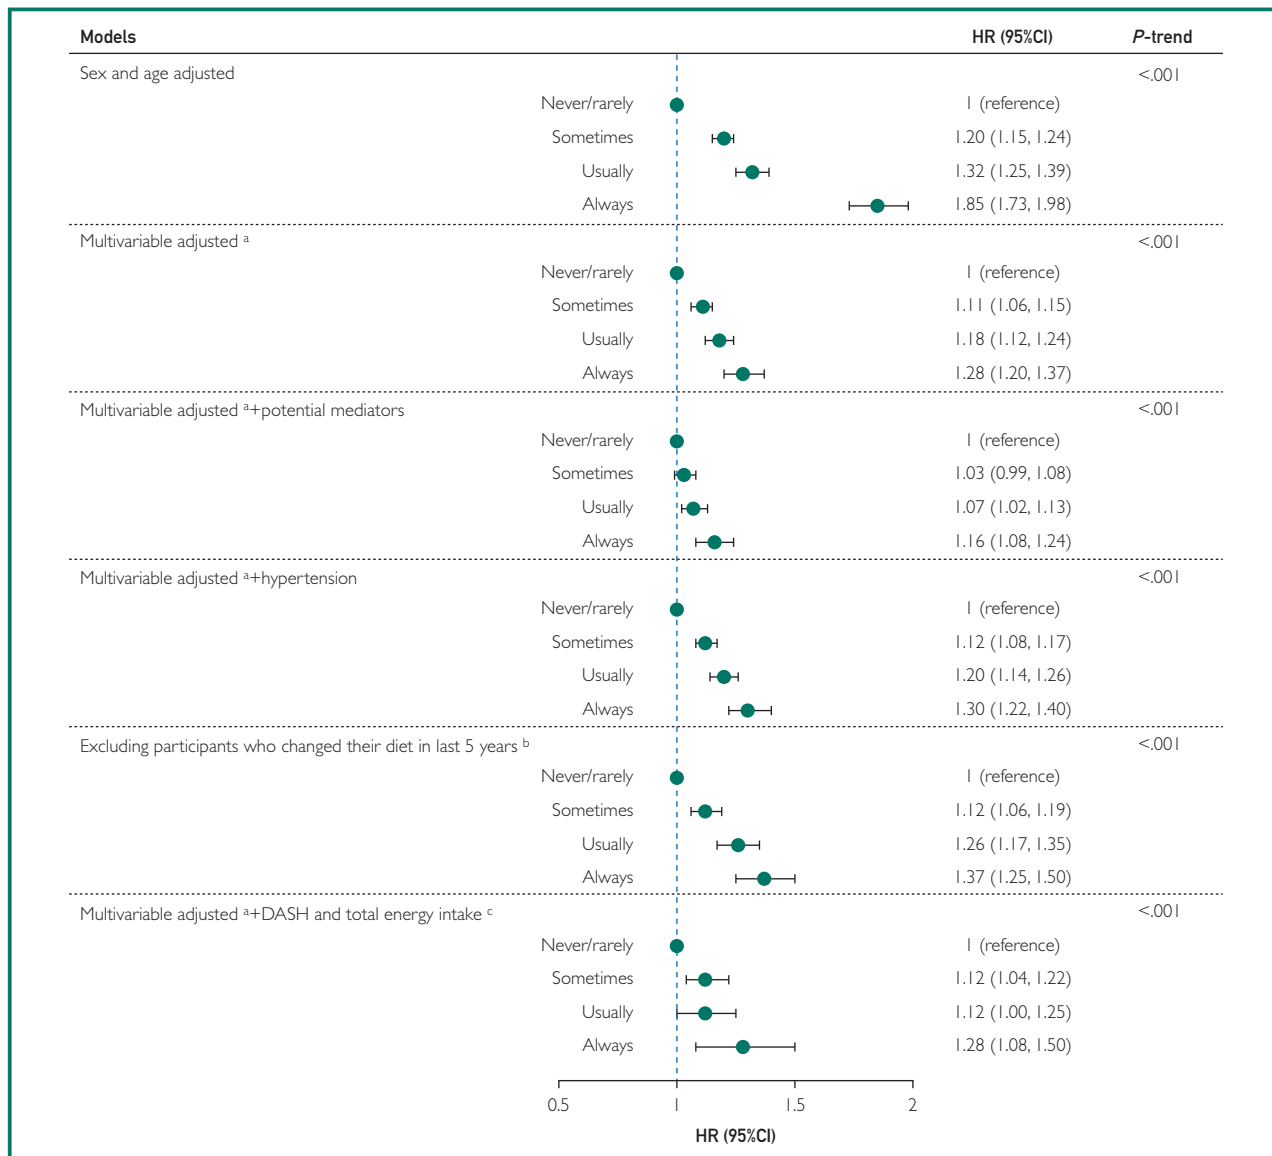 Models HR (95%CI) P-trend
Sex and age adjusted <.001
Never/rarely 1 (reference)
Sometimes 1.20 (1.15, 1.24)
Usually 1.32 (1.25, 1.39)
Always 1.85 (1.73, 1.98)
Multivariable adjusted a <.001
Never/rarely 1 (reference)
Sometimes 1.11 (1.06, 1.15)
Usually 1.18 (1.12, 1.24)
Always 1.28 (1.20, 1.37)
Multivariable adjusted a+potential mediators <.001
Never/rarely 1 (reference)
Sometimes 1.03 (0.99, 1.08)
Usually 1.07 (1.02, 1.13)
Always 1.16 (1.08, 1.24)
Multivariable adjusted a+hypertension <.001
Never/rarely 1 (reference)
Sometimes 1.12 (1.08, 1.17)
Usually 1.20 (1.14, 1.26)
Always 1.30 (1.22, 1.40)
Excluding participants who changed their diet in last 5 years b <.001
Never/rarely 1 (reference)
Sometimes 1.12 (1.06, 1.19)
Usually 1.26 (1.17, 1.35)
Always 1.37 (1.25, 1.50)
Multivariable adjusted a+DASH and total energy intake c <.001
Never/rarely 1 (reference)
Sometimes 1.12 (1.04, 1.22)
Usually 1.12 (1.00, 1.25)
Always 1.28 (1.08, 1.50)
0.5 1 1.5 2
HR (95%CI)